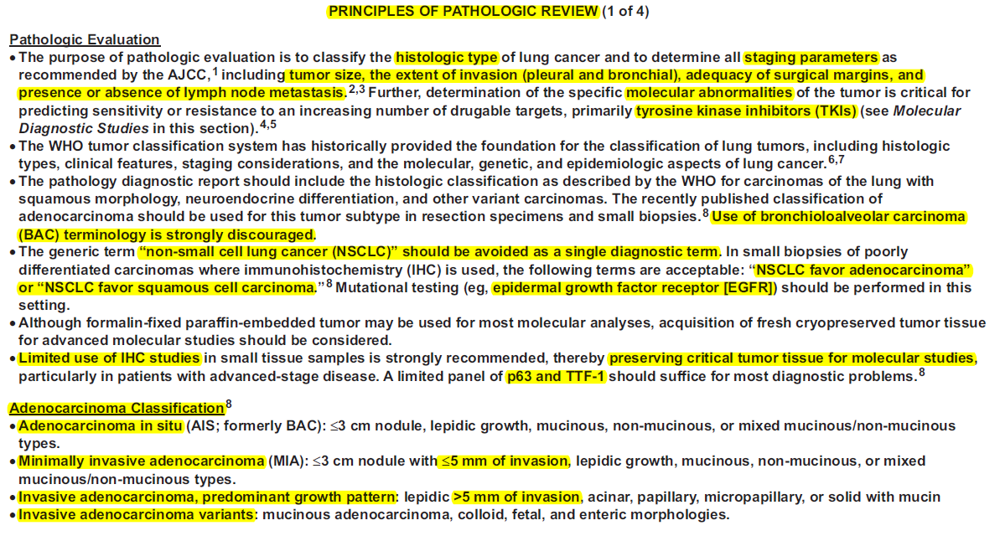 PRINCIPLES OF PATHOLOGIC REVIEW (1 of 4)
Pathologic Evaluation
• The purpose of pathologic evaluation is to classify the histologic type of lung cancer and to determine all staging parameters as
recommended by the AJCC,1 including tumor size, the extent of invasion (pleural and bronchial), adequacy of surgical margins, and
presence or absence of lymph node metastasis.2,3 Further, determination of the specific molecular abnormalities of the tumor is critical for
predicting sensitivity or resistance to an increasing number of drugable targets, primarily tyrosine kinase inhibitors (TKIs) (see Molecular
Diagnostic Studies in this section).4,5
• The WHO tumor classification system has historically provided the foundation for the classification of lung tumors, including histologic
types, clinical features, staging considerations, and the molecular, genetic, and epidemiologic aspects of lung cancer.6,7
• The pathology diagnostic report should include the histologic classification as described by the WHO for carcinomas of the lung with
squamous morphology, neuroendocrine differentiation, and other variant carcinomas. The recently published classification of
adenocarcinoma should be used for this tumor subtype in resection specimens and small biopsies.8 Use of bronchioloalveolar carcinoma
(BAC) terminology is strongly discouraged.
• The generic term “non-small cell lung cancer (NSCLC)” should be avoided as a single diagnostic term. In small biopsies of poorly
differentiated carcinomas where immunohistochemistry (IHC) is used, the following terms are acceptable: “NSCLC favor adenocarcinoma”
or “NSCLC favor squamous cell carcinoma.”8 Mutational testing (eg, epidermal growth factor receptor [EGFR]) should be performed in this
setting.
• Although formalin-fixed paraffin-embedded tumor may be used for most molecular analyses, acquisition of fresh cryopreserved tumor tissue
for advanced molecular studies should be considered.
• Limited use of IHC studies in small tissue samples is strongly recommended, thereby preserving critical tumor tissue for molecular studies,
particularly in patients with advanced-stage disease. A limited panel of p63 and TTF-1 should suffice for most diagnostic problems.8
Adenocarcinoma Classification8
• Adenocarcinoma in situ (AIS; formerly BAC): ≤3 cm nodule, lepidic growth, mucinous, non-mucinous, or mixed mucinous/non-mucinous
types.
• Minimally invasive adenocarcinoma (MIA): ≤3 cm nodule with ≤5 mm of invasion, lepidic growth, mucinous, non-mucinous, or mixed
mucinous/non-mucinous types.
• Invasive adenocarcinoma, predominant growth pattern: lepidic >5 mm of invasion, acinar, papillary, micropapillary, or solid with mucin
• Invasive adenocarcinoma variants: mucinous adenocarcinoma, colloid, fetal, and enteric morphologies.